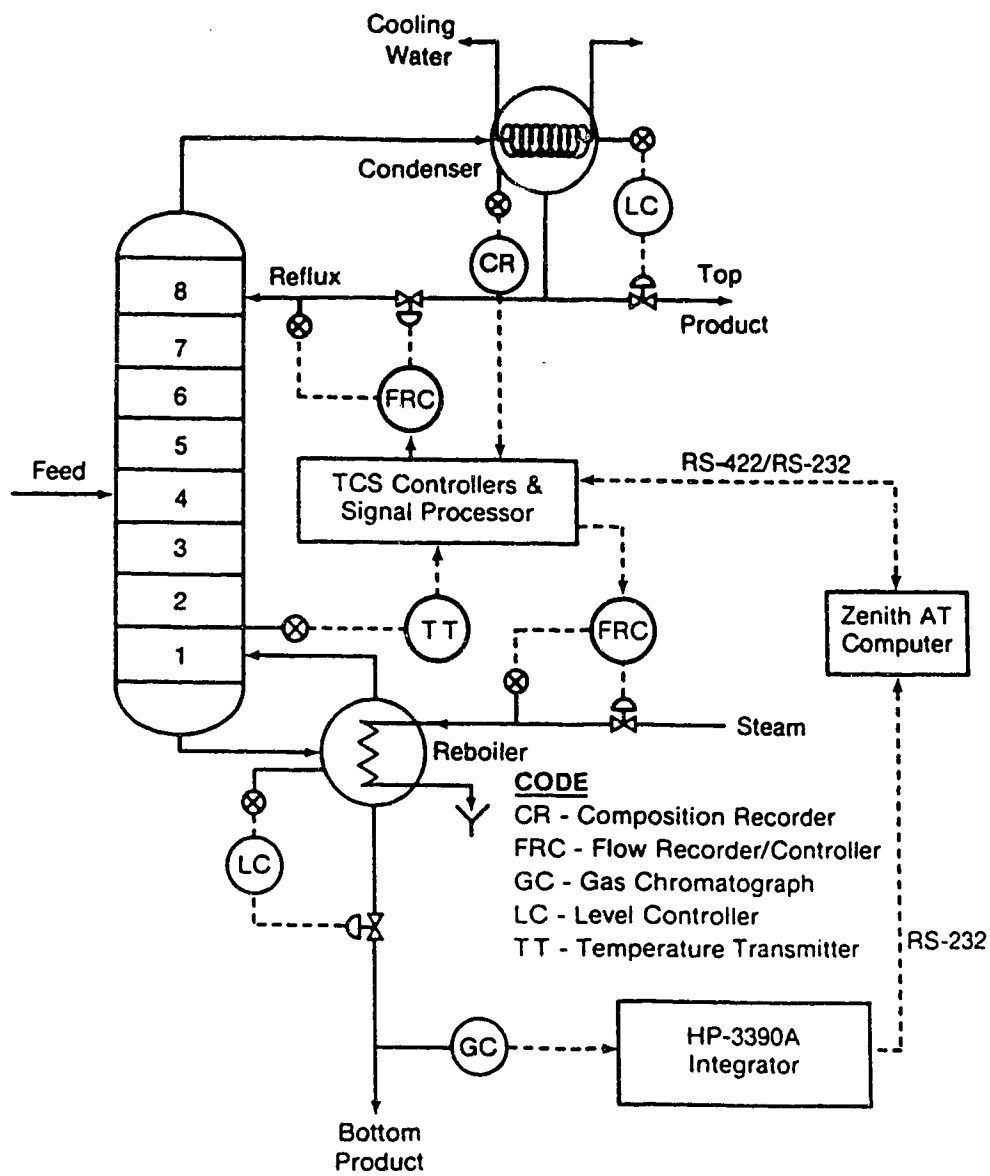 Cooling
Water
Condenser
LC
CR
Reflux
Top
Product
8
7
6
5
4
3
2
1
FRC
Feed
TCS Controllers &
Signal Processor
RS-422/RS-232
TT
FRC
Zenith AT
Computer
Steam
Reboiler
LC
CODE
CR - Composition Recorder
FRC - Flow Recorder/Controller
GC - Gas Chromatograph
LC - Level Controller
TT - Temperature Transmitter
RS-232
GC
HP-3390A
Integrator
Bottom
Product